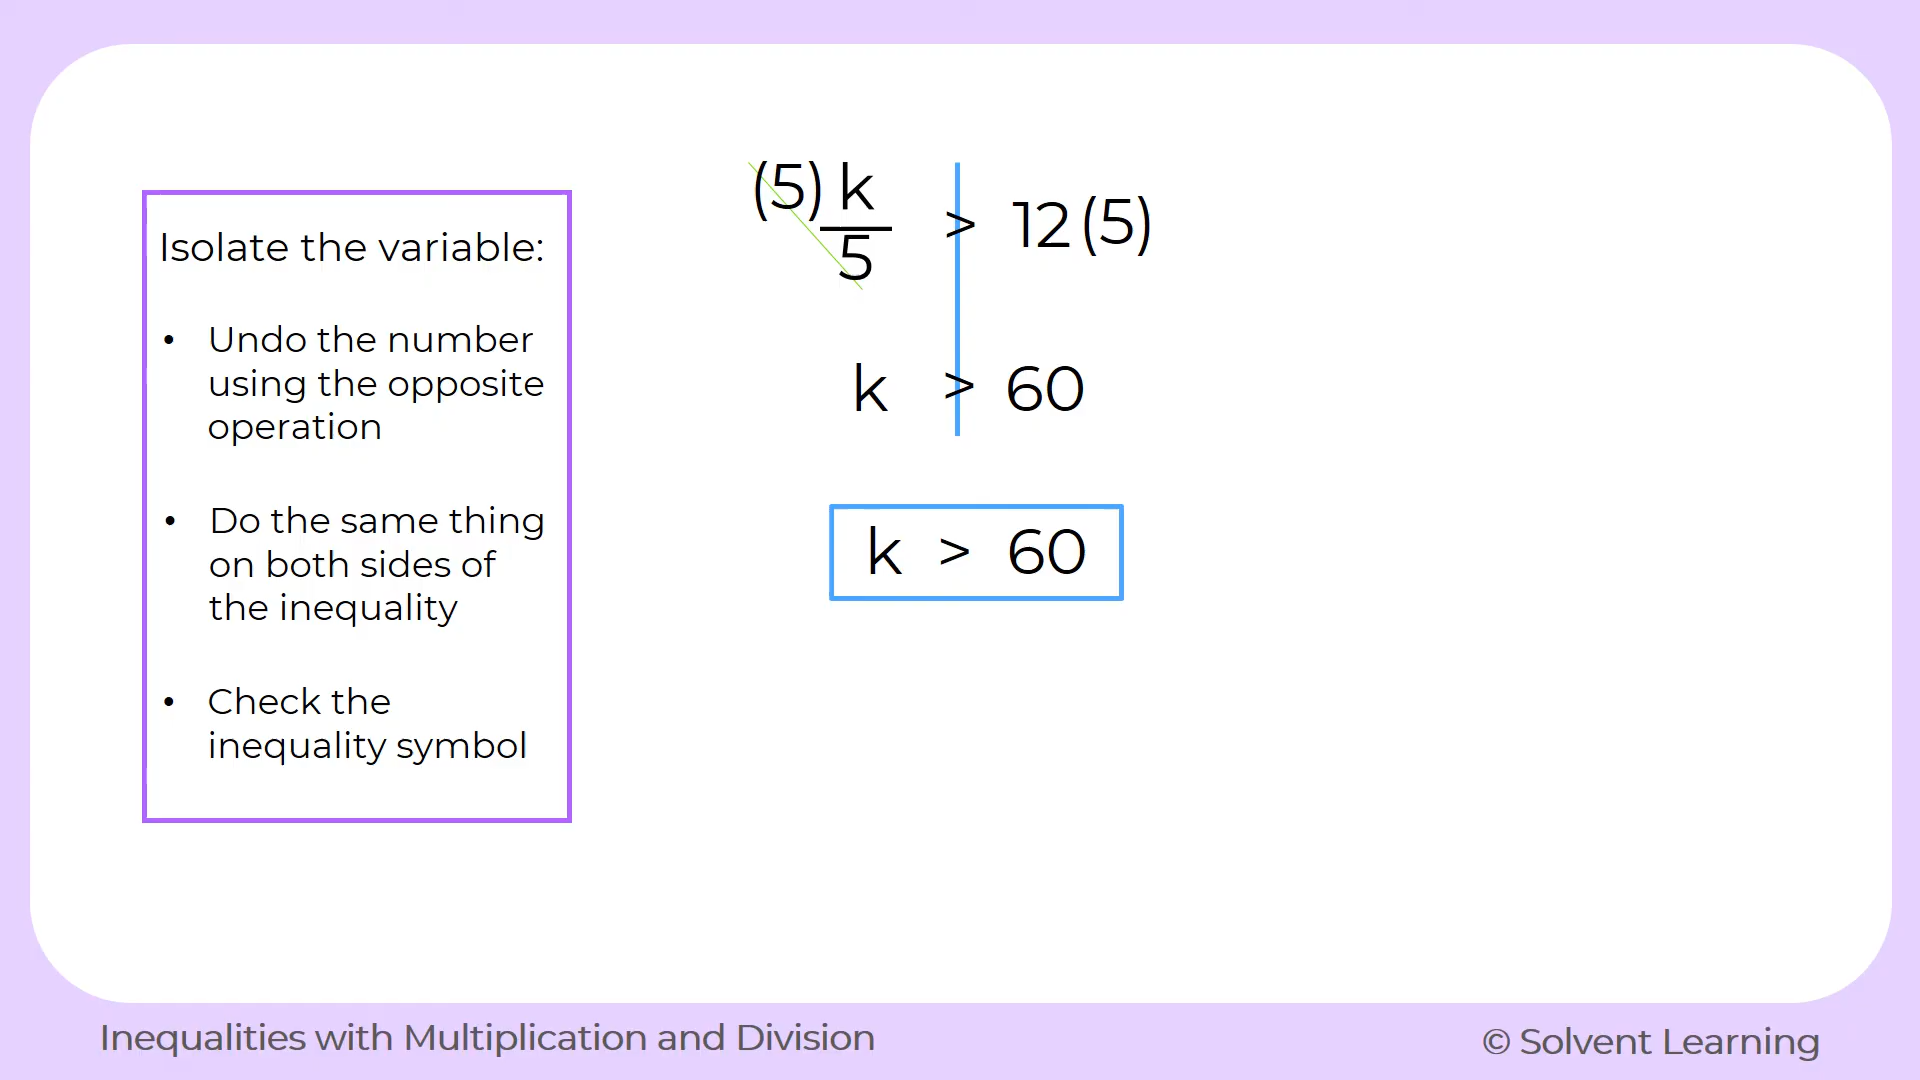 Isolate the variable:
• Undo the number
using the opposite
operation
• Do the same thing
on both sides of
the inequality
• Check the
inequality symbol
(5) k
5
> 12 (5)
k > 60
k > 60
Inequalities with Multiplication and Division
© Solvent Learning